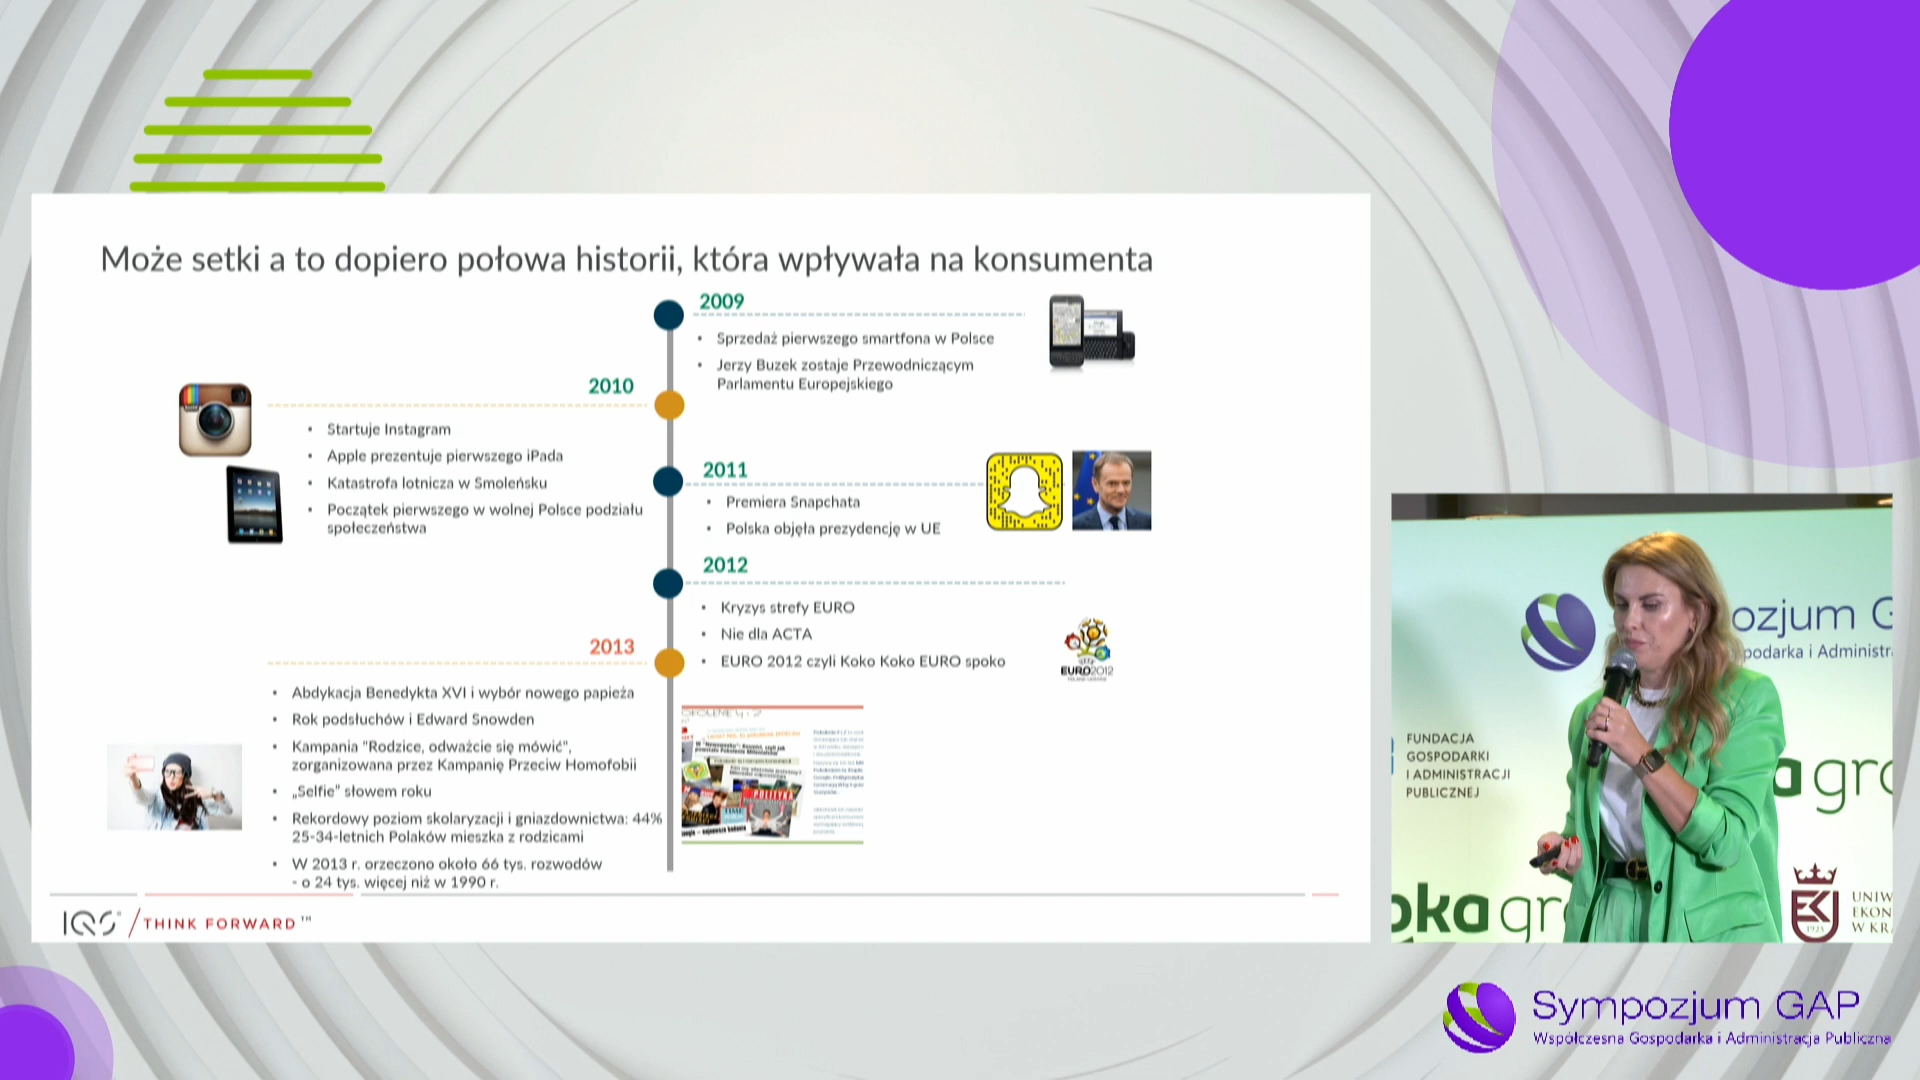 Może setki a to dopiero połowa historii, która wpływała na konsumenta
2009
• Sprzedaż pierwszego smartfona w Polsce
• Jerzy Buzek zostaje Przewodniczącym
Parlamentu Europejskiego
2010
• Startuje Instagram
• Apple prezentuje pierwszego iPada
• Katastrofa lotnicza w Smoleńsku
• Początek pierwszego w wolnej Polsce podziału
społeczeństwa
2011
• Premiera Snapchata
• Polska objęła prezydencję w UE
2012
• Kryzys strefy EURO
• Nie dla ACTA
• EURO 2012 czyli Koko Koko EURO spoko
EURO2012
2013
• Abdykacja Benedykta XVI i wybór nowego papieża
• Rok podsłuchów i Edward Snowden
• Kampania "Rodzice, odważcie się mówić",
zorganizowana przez Kampanię Przeciw Homofobii
• „Selfie” słowem roku
• Rekordowy poziom skolaryzacji i gniazdownictwa: 44%
25-34-letnich Polaków mieszka z rodzicami
• W 2013 r. orzeczono około 66 tys. rozwodów
- o 24 tys. więcej niż w 1990 r.
POLITYKA
IQS / THINK FORWARD™
ozjum G
podarka i Administr
FUNDACJA
GOSPODARKI
I ADMINISTRACJI
PUBLICZNEJ
a gro
oka gr
1925
UNIW
EKON
W KRA
Sympozjum GAP
Współczesna Gospodarka i Administracja Publiczna